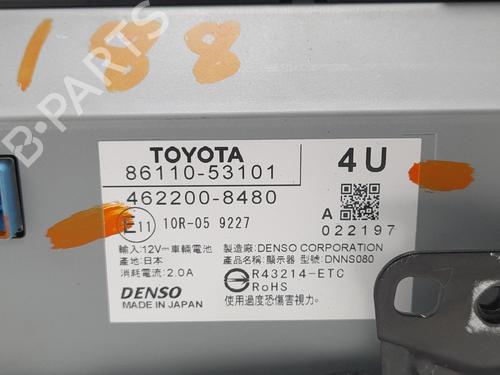 188
B-PARTS
TOYOTA
4U
86110-53101
462200-8480
E11 10R-05 9227
A
022197
輸入:12V⎓車輛電池
產地:日本
消耗電流:2.0A
製造廠:DENSO CORPORATION
產品名稱:顯示器 型號:DNNS080
R43214-ETC
RoHS
DENSO
MADE IN JAPAN
使用過度恐傷害視力。